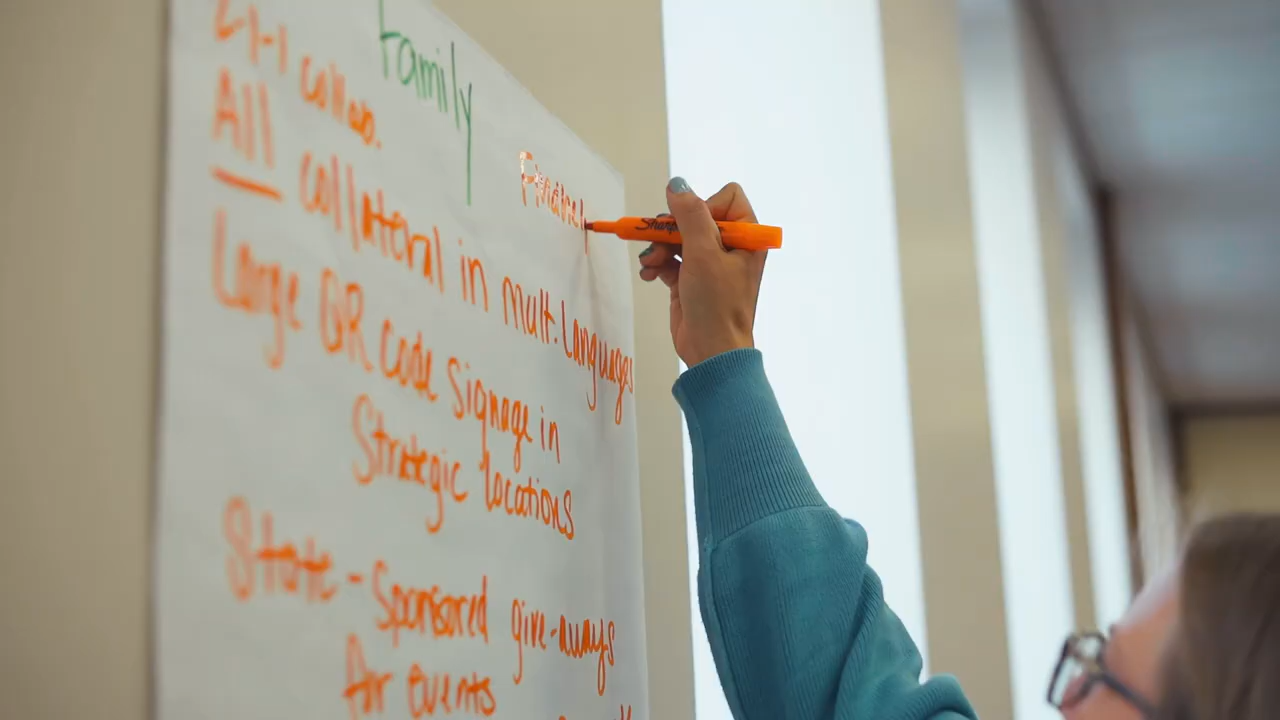 Family
2-1-1 collab.
All collateral in mult. languages
Large QR code signage in
Strategic locations
State-sponsored give-aways
for events
Sharpie